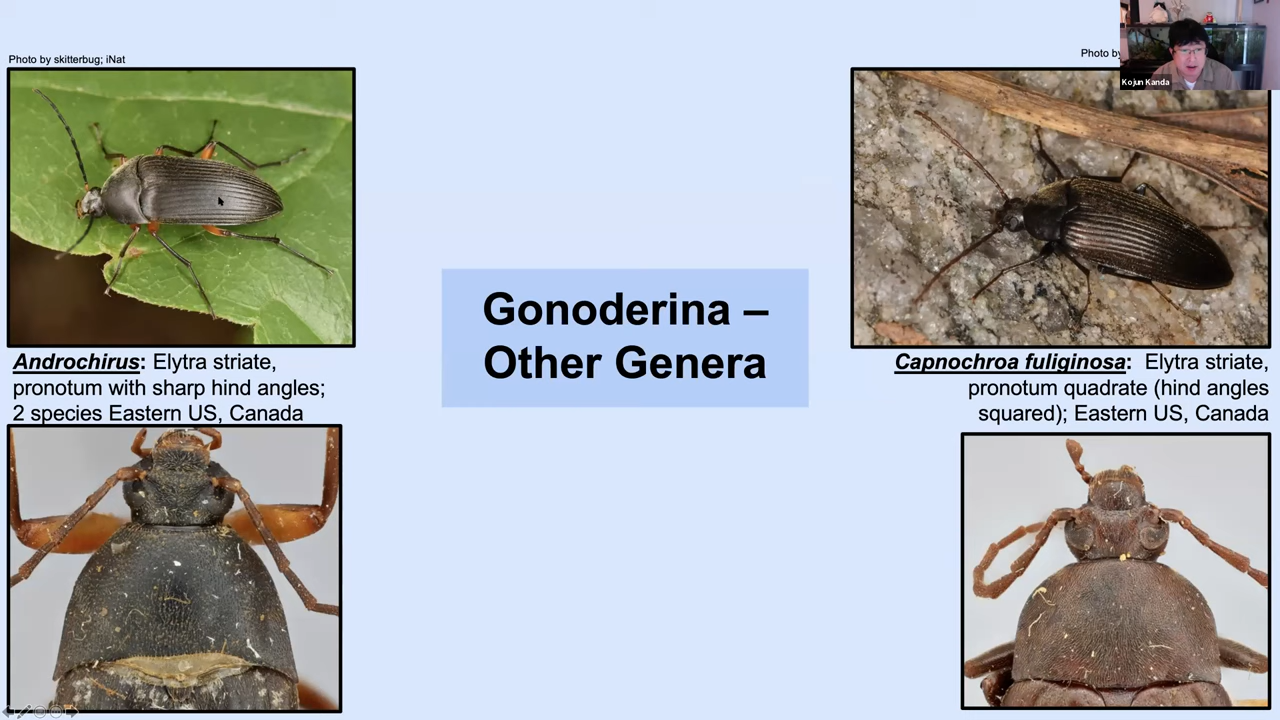 Photo by skitterbug; iNat
Photo by
Kojun Kanda
Gonoderina –
Other Genera
Androchirus: Elytra striate,
pronotum with sharp hind angles;
2 species Eastern US, Canada
Capnochroa fuliginosa: Elytra striate,
pronotum quadrate (hind angles
squared); Eastern US, Canada